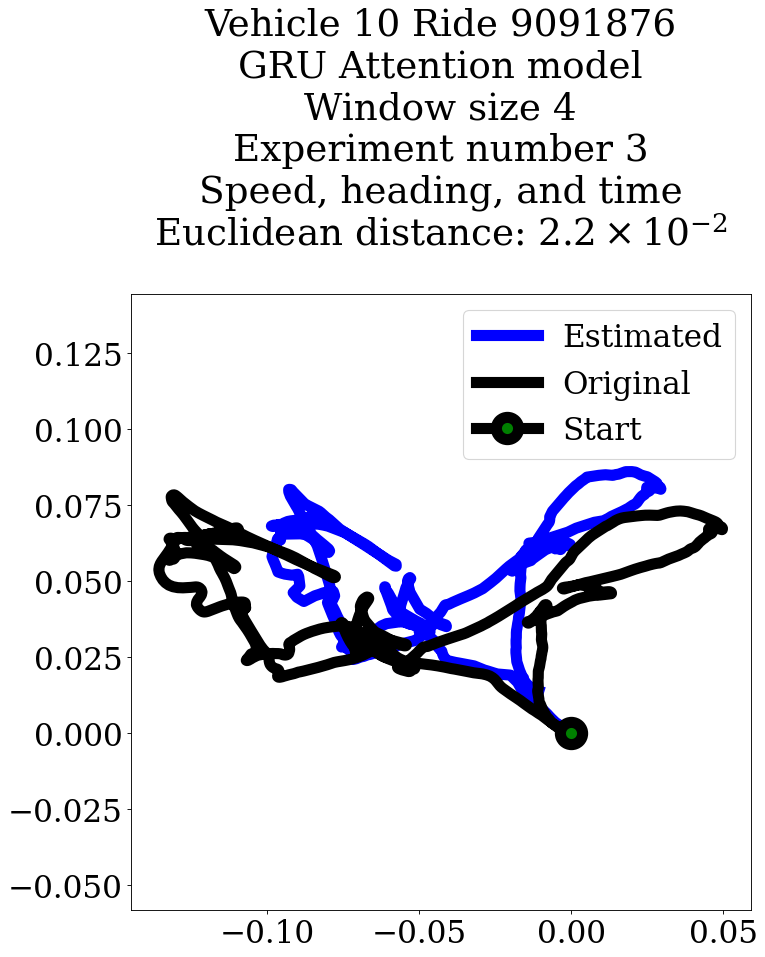 Vehicle 10 Ride 9091876
GRU Attention model
Window size 4
Experiment number 3
Speed, heading, and time
Euclidean distance: 2.2 × 10⁻²
Estimated
Original
Start
0.125
0.100
0.075
0.050
0.025
0.000
−0.025
−0.050
−0.10 −0.05 0.00 0.05